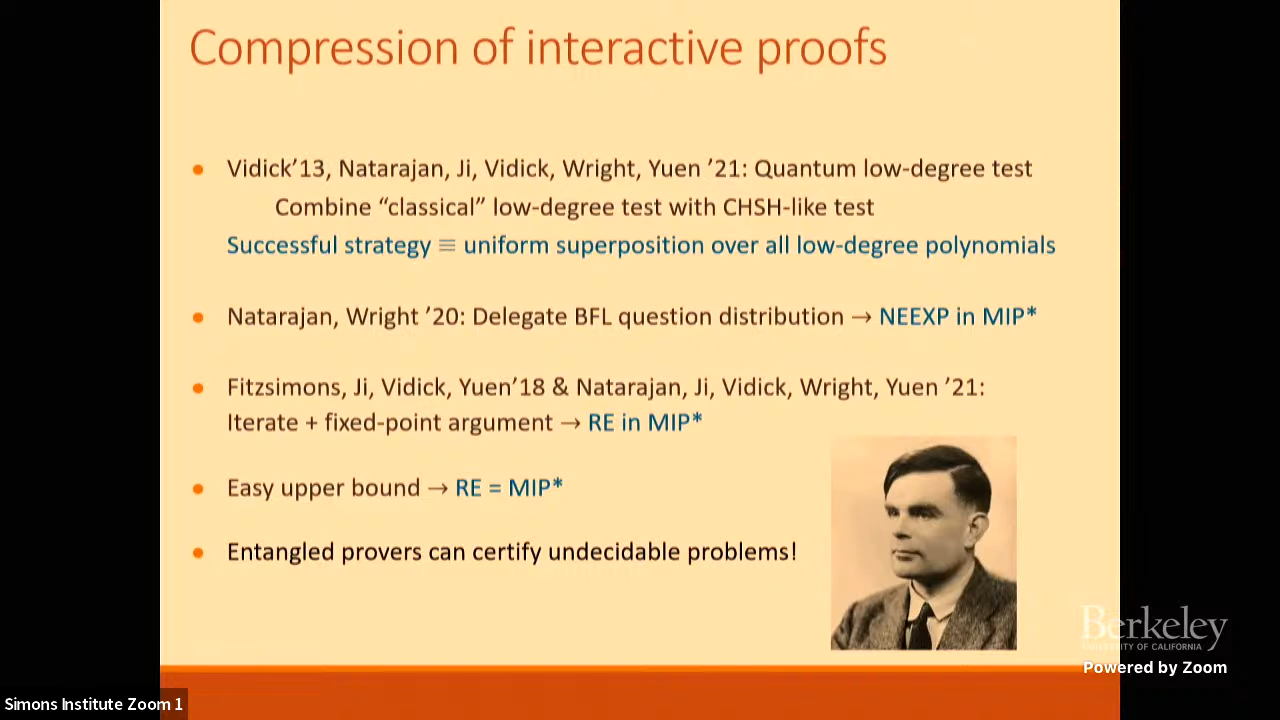 Compression of interactive proofs
• Vidick’13, Natarajan, Ji, Vidick, Wright, Yuen ’21: Quantum low-degree test
Combine “classical” low-degree test with CHSH-like test
Successful strategy ≡ uniform superposition over all low-degree polynomials
• Natarajan, Wright ’20: Delegate BFL question distribution → NEEXP in MIP*
• Fitzsimons, Ji, Vidick, Yuen’18 & Natarajan, Ji, Vidick, Wright, Yuen ’21:
Iterate + fixed-point argument → RE in MIP*
• Easy upper bound → RE = MIP*
• Entangled provers can certify undecidable problems!
Berkeley
UNIVERSITY OF CALIFORNIA
Powered by Zoom
Simons Institute Zoom 1